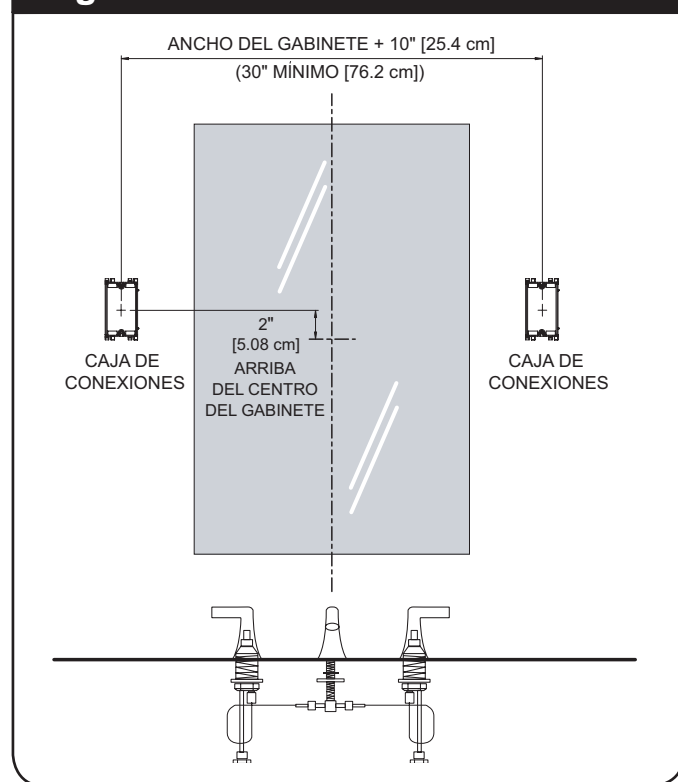 ANCHO DEL GABINETE + 10" [25.4 cm]
(30" MÍNIMO [76.2 cm])
2"
[5.08 cm]
ARRIBA
DEL CENTRO
DEL GABINETE
CAJA DE
CONEXIONES
CAJA DE
CONEXIONES